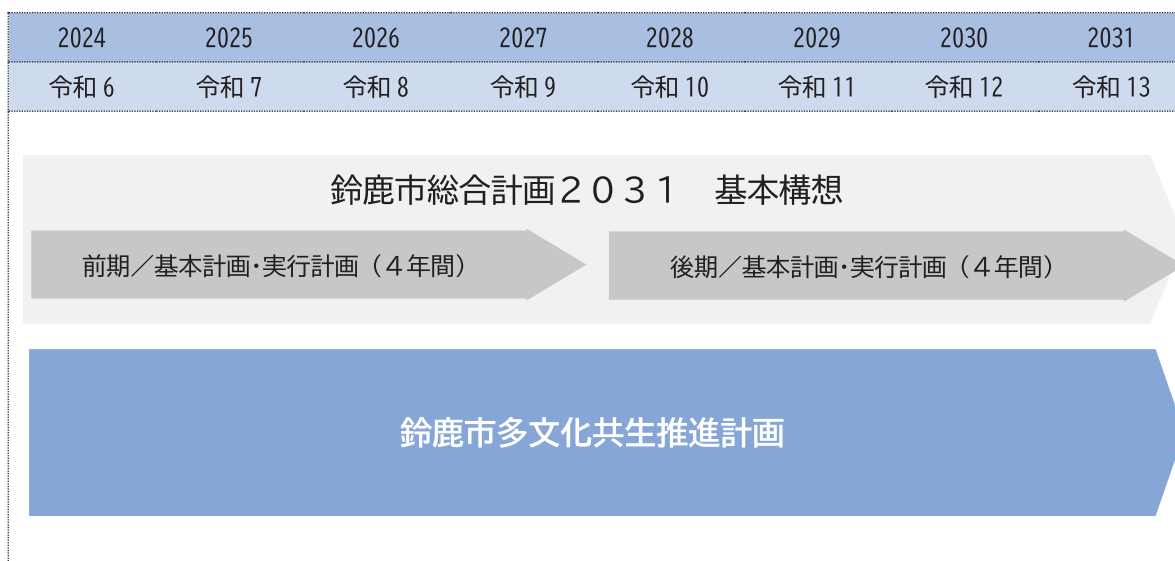 2024 2025 2026 2027 2028 2029 2030 2031
令和 6 令和 7 令和 8 令和 9 令和 10 令和 11 令和 12 令和 13
鈴鹿市総合計画２０３１　基本構想
前期／基本計画・実行計画（４年間） 後期／基本計画・実行計画（４年間）
鈴鹿市多文化共生推進計画